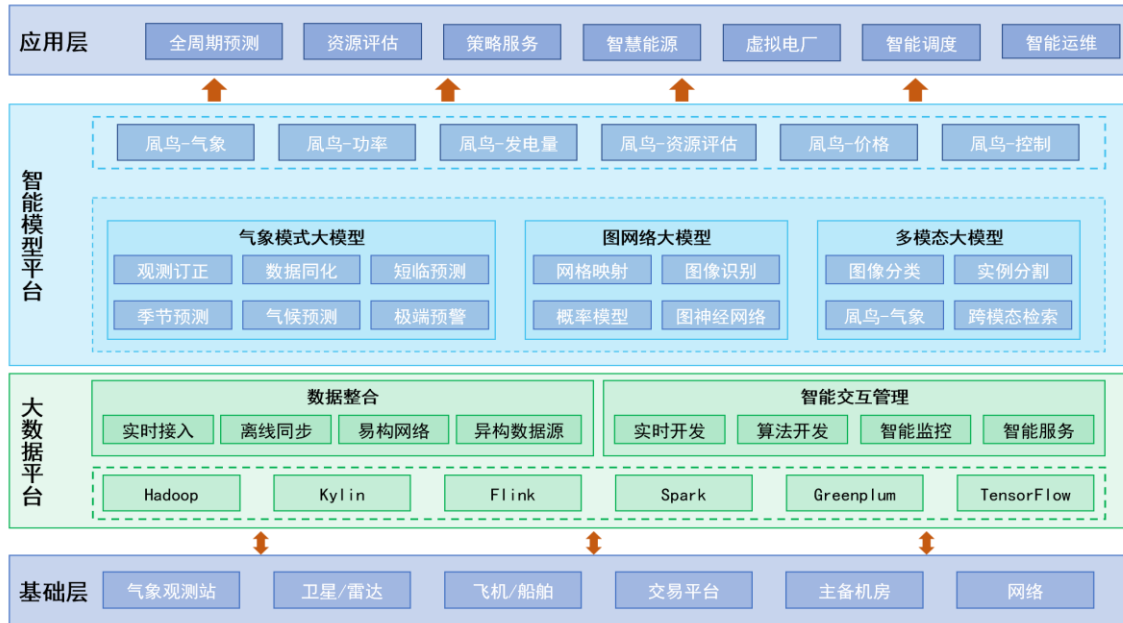 应用层
全周期预测 资源评估 策略服务 智慧能源 虚拟电厂 智能调度 智能运维
智能模型平台
凮鸟-气象 凮鸟-功率 凮鸟-发电量 凮鸟-资源评估 凮鸟-价格 凮鸟-控制
气象模式大模型 图网络大模型 多模态大模型
观测订正 数据同化 短临预测 网格映射 图像识别 图像分类 实例分割
季节预测 气候预测 极端预警 概率模型 图神经网络 凮鸟-气象 跨模态检索
大数据平台
数据整合 智能交互管理
实时接入 离线同步 易构网络 异构数据源 实时开发 算法开发 智能监控 智能服务
Hadoop Kylin Flink Spark Greenplum TensorFlow
基础层
气象观测站 卫星/雷达 飞机/船舶 交易平台 主备机房 网络